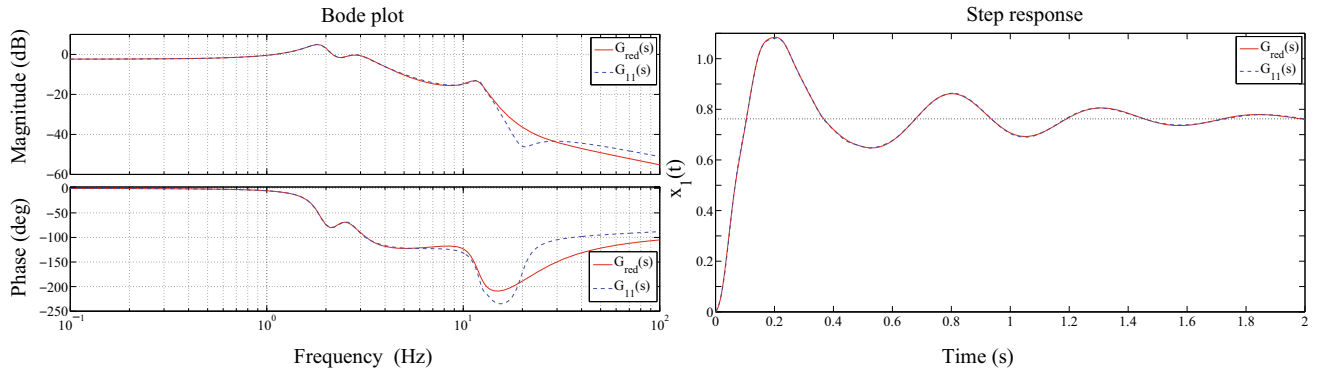 Bode plot
Magnitude (dB)
0
−20
−40
−60
G_red(s)
G_11(s)
Phase (deg)
0
−50
−100
−150
−200
−250
G_red(s)
G_11(s)
10^−1
10^0
10^1
10^2
Frequency (Hz)
Step response
x_1(t)
1.0
0.8
0.6
0.4
0.2
0
G_red(s)
G_11(s)
0 0.2 0.4 0.6 0.8 1 1.2 1.4 1.6 1.8 2
Time (s)